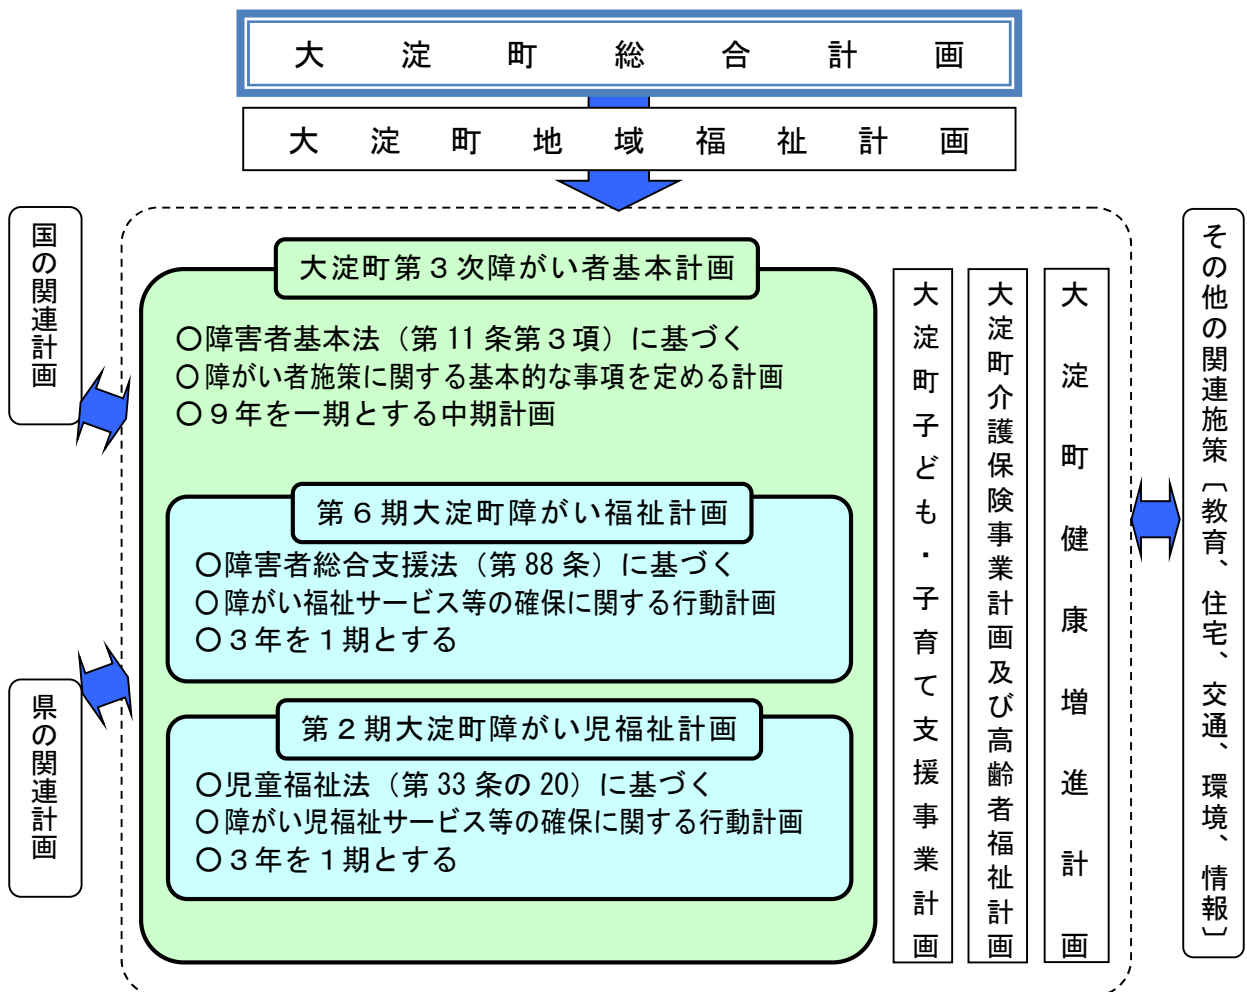 大淀町総合計画
大淀町地域福祉計画
国の関連計画
県の関連計画
大淀町第３次障がい者基本計画
○障害者基本法（第11条第３項）に基づく
○障がい者施策に関する基本的な事項を定める計画
○９年を一期とする中期計画
第６期大淀町障がい福祉計画
○障害者総合支援法（第88条）に基づく
○障がい福祉サービス等の確保に関する行動計画
○３年を１期とする
第２期大淀町障がい児福祉計画
○児童福祉法（第33条の20）に基づく
○障がい児福祉サービス等の確保に関する行動計画
○３年を１期とする
大淀町子ども・子育て支援事業計画
大淀町介護保険事業計画及び高齢者福祉計画
大淀町健康増進計画
その他の関連施策〔教育、住宅、交通、環境、情報〕